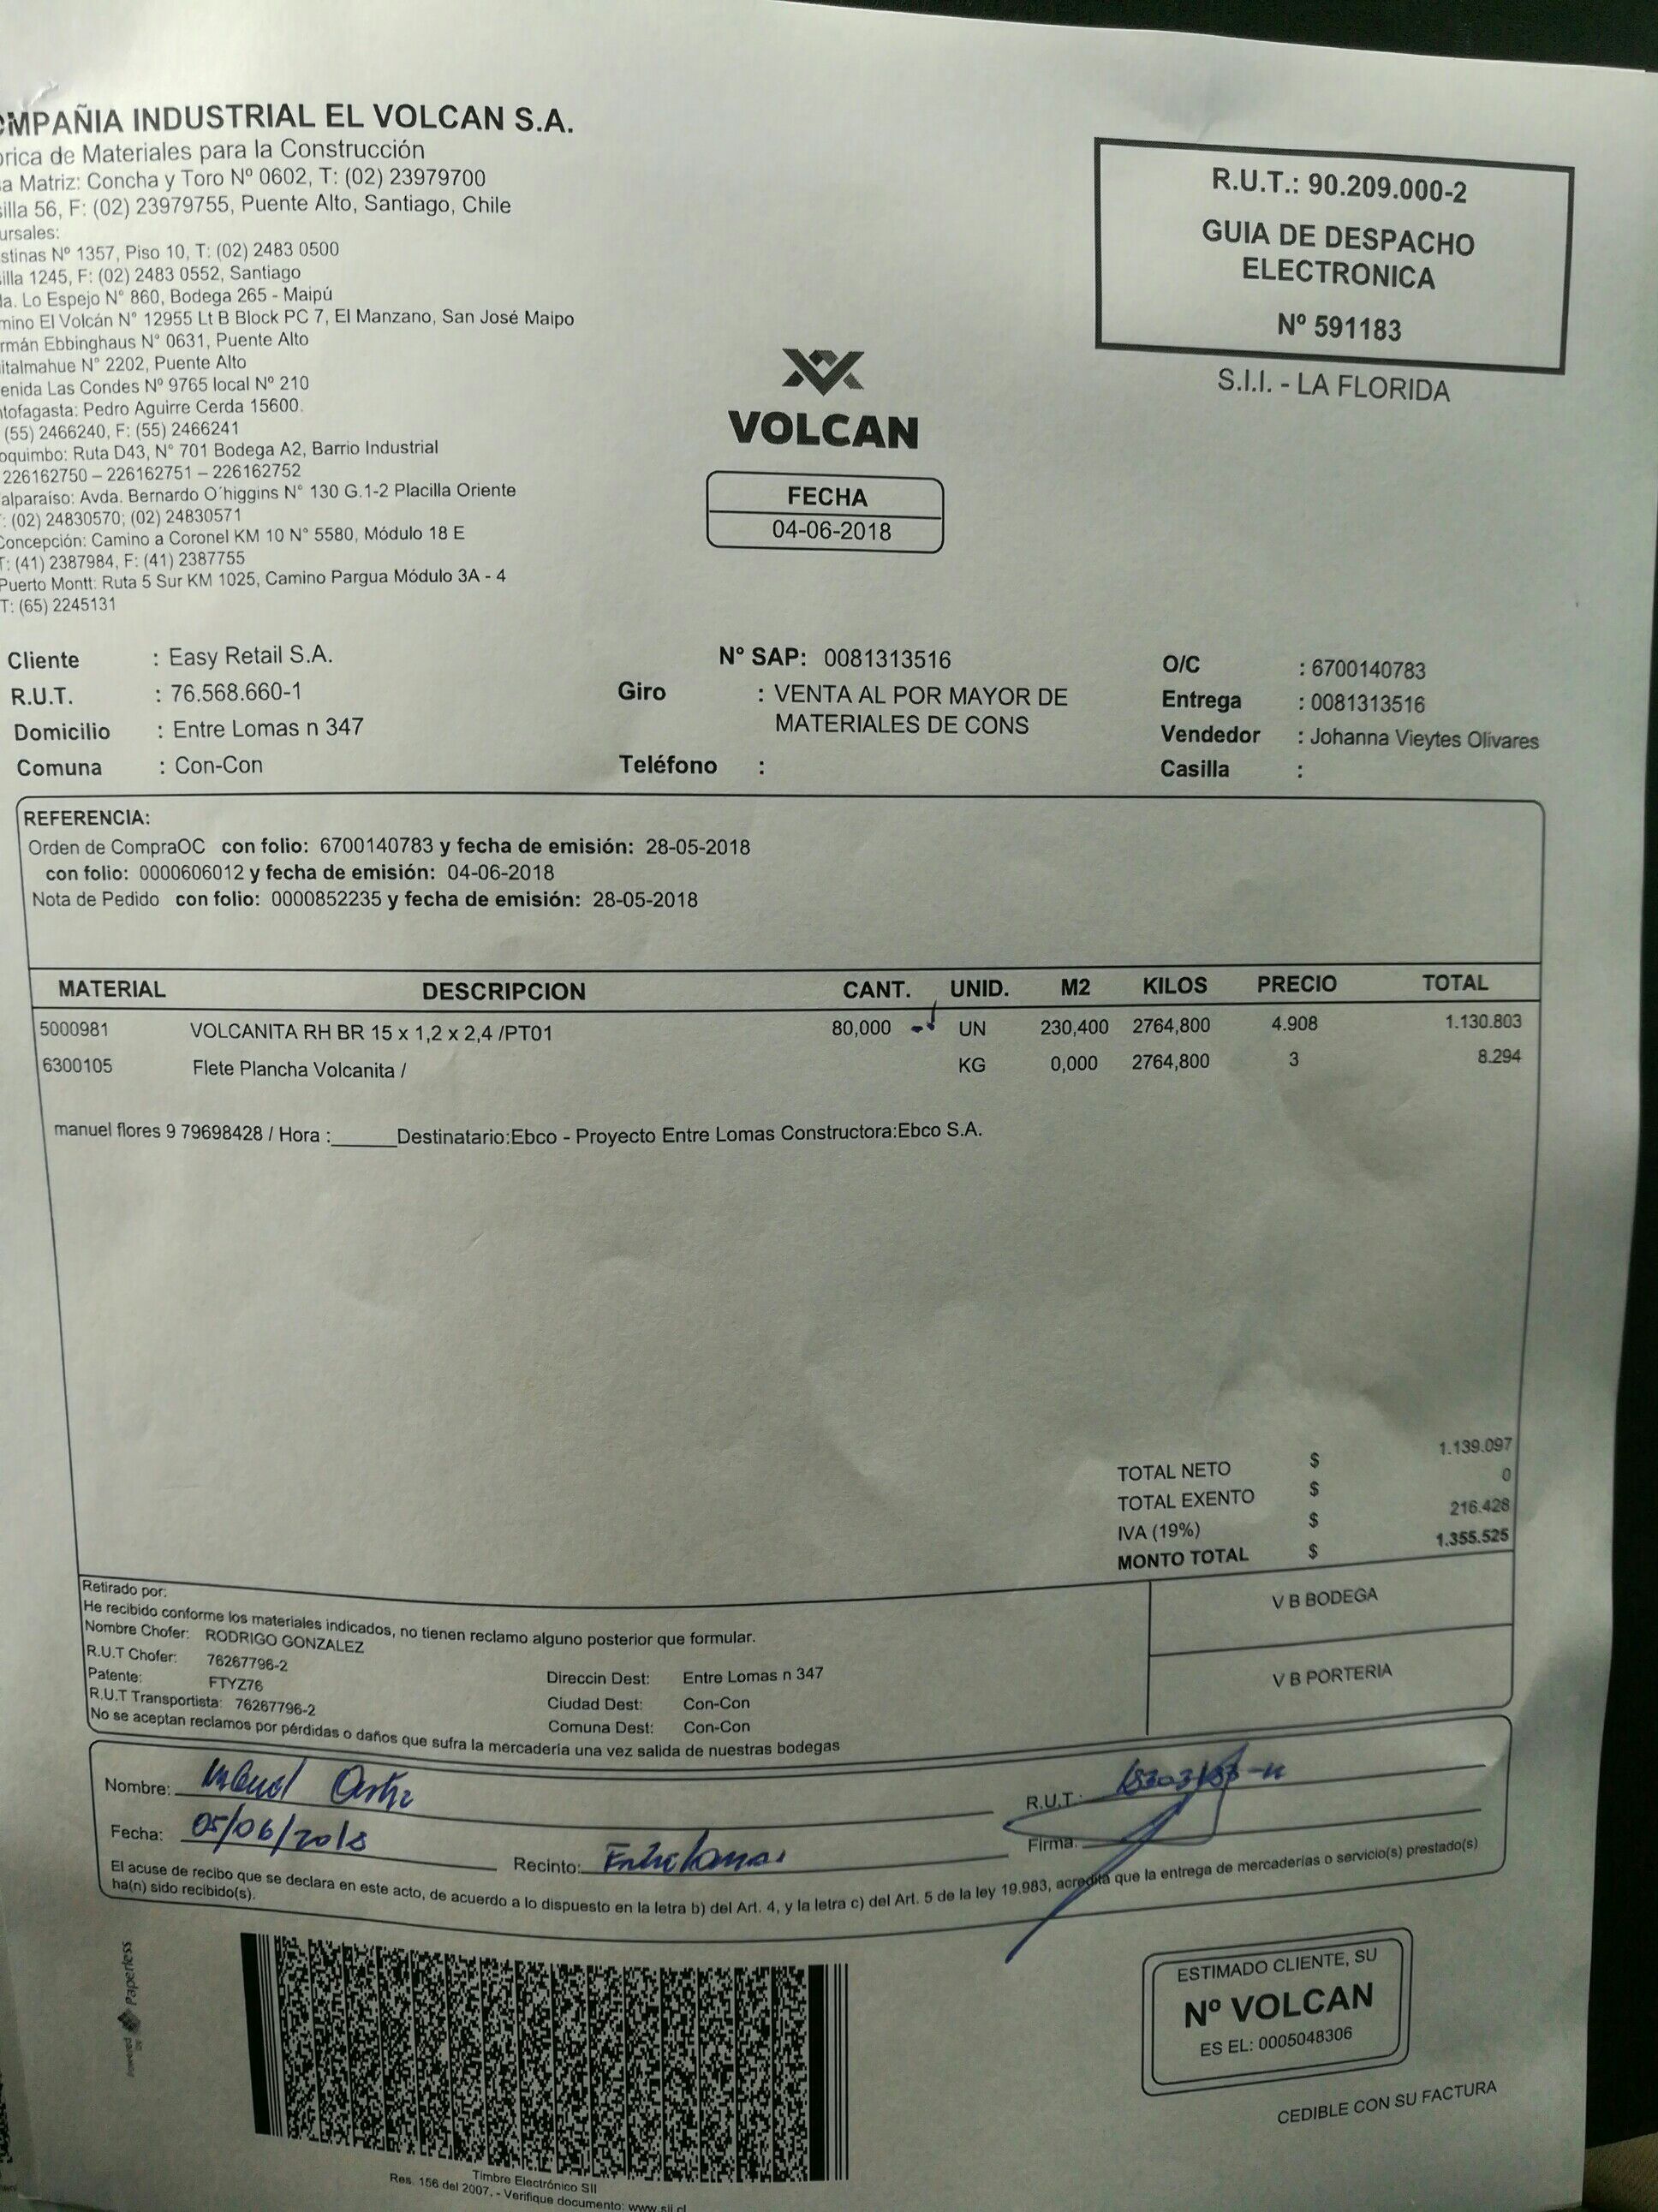 OMPAÑIA INDUSTRIAL EL VOLCAN S.A.
orica de Materiales para la Construcción
sa Matriz: Concha y Toro Nº 0602, T: (02) 23979700
silla 56, F: (02) 23979755, Puente Alto, Santiago, Chile
ursales:
stinas Nº 1357, Piso 10, T: (02) 2483 0500
silla 1245, F: (02) 2483 0552, Santiago
da. Lo Espejo N° 860, Bodega 265 - Maipú
mino El Volcán N° 12955 Lt B Block PC 7, El Manzano, San José Maipo
rmán Ebbinghaus N° 0631, Puente Alto
italmahue N° 2202, Puente Alto
enida Las Condes Nº 9765 local Nº 210
ntofagasta: Pedro Aguirre Cerda 15600.
(55) 2466240, F: (55) 2466241
oquimbo: Ruta D43, N° 701 Bodega A2, Barrio Industrial
226162750 – 226162751 – 226162752
alparaiso: Avda. Bernardo O´higgins N° 130 G.1-2 Placilla Oriente
: (02) 24830570; (02) 24830571
Concepción: Camino a Coronel KM 10 N° 5580, Módulo 18 E
T: (41) 2387984, F: (41) 2387755
Puerto Montt: Ruta 5 Sur KM 1025, Camino Pargua Módulo 3A - 4
T: (65) 2245131
R.U.T.: 90.209.000-2
GUIA DE DESPACHO
ELECTRONICA
Nº 591183
S.I.I. - LA FLORIDA
VOLCAN
FECHA
04-06-2018
Cliente : Easy Retail S.A.
R.U.T. : 76.568.660-1
Domicilio : Entre Lomas n 347
Comuna : Con-Con
N° SAP: 0081313516
Giro : VENTA AL POR MAYOR DE
MATERIALES DE CONS
Teléfono :
O/C : 6700140783
Entrega : 0081313516
Vendedor : Johanna Vieytes Olivares
Casilla :
REFERENCIA:
Orden de CompraOC con folio: 6700140783 y fecha de emisión: 28-05-2018
con folio: 0000606012 y fecha de emisión: 04-06-2018
Nota de Pedido con folio: 0000852235 y fecha de emisión: 28-05-2018
MATERIAL DESCRIPCION CANT. UNID. M2 KILOS PRECIO TOTAL
5000981 VOLCANITA RH BR 15 x 1,2 x 2,4 /PT01 80,000 UN 230,400 2764,800 4.908 1.130.803
6300105 Flete Plancha Volcanita / KG 0,000 2764,800 3 8.294
manuel flores 9 79698428 / Hora :______Destinatario:Ebco - Proyecto Entre Lomas Constructora:Ebco S.A.
TOTAL NETO $ 1.139.097
TOTAL EXENTO $ 0
IVA (19%) $ 216.428
MONTO TOTAL $ 1.355.525
Retirado por:
He recibido conforme los materiales indicados, no tienen reclamo alguno posterior que formular.
Nombre Chofer: RODRIGO GONZALEZ
R.U.T Chofer: 76267796-2
Patente: FTYZ76
R.U.T Transportista: 76267796-2
No se aceptan reclamos por pérdidas o daños que sufra la mercadería una vez salida de nuestras bodegas
Direccin Dest: Entre Lomas n 347
Ciudad Dest: Con-Con
Comuna Dest: Con-Con
V B BODEGA
V B PORTERIA
Nombre:
R.U.T.:
Fecha: 05/06/2018
Recinto: Entre Lomas
Firma:
El acuse de recibo que se declara en este acto, de acuerdo a lo dispuesto en la letra b) del Art. 4, y la letra c) del Art. 5 de la ley 19.983, acredita que la entrega de mercaderías o servicio(s) prestado(s)
ha(n) sido recibido(s).
Powered by Paperless
Timbre Electrónico SII
Res. 156 del 2007. - Verifique documento: www.sii.cl
ESTIMADO CLIENTE, SU
Nº VOLCAN
ES EL: 0005048306
CEDIBLE CON SU FACTURA